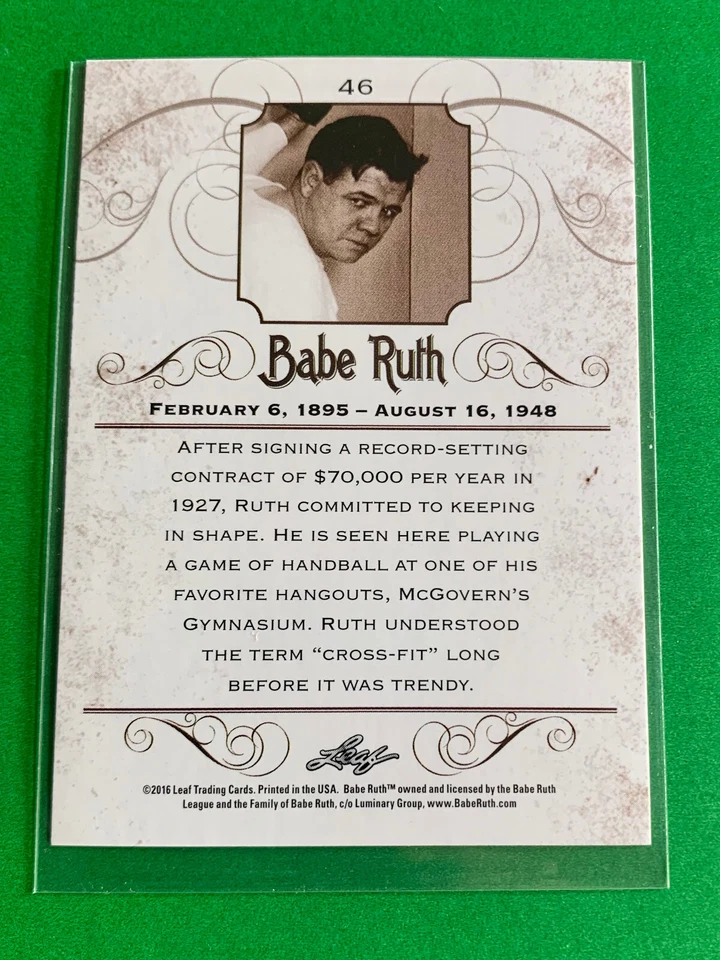 46
Babe Ruth
FEBRUARY 6, 1895 – AUGUST 16, 1948
AFTER SIGNING A RECORD-SETTING
CONTRACT OF $70,000 PER YEAR IN
1927, RUTH COMMITTED TO KEEPING
IN SHAPE. HE IS SEEN HERE PLAYING
A GAME OF HANDBALL AT ONE OF HIS
FAVORITE HANGOUTS, MCGOVERN'S
GYMNASIUM. RUTH UNDERSTOOD
THE TERM “CROSS-FIT” LONG
BEFORE IT WAS TRENDY.
Leaf
©2016 Leaf Trading Cards. Printed in the USA. Babe Ruth™ owned and licensed by the Babe Ruth
League and the Family of Babe Ruth, c/o Luminary Group, www.BabeRuth.com